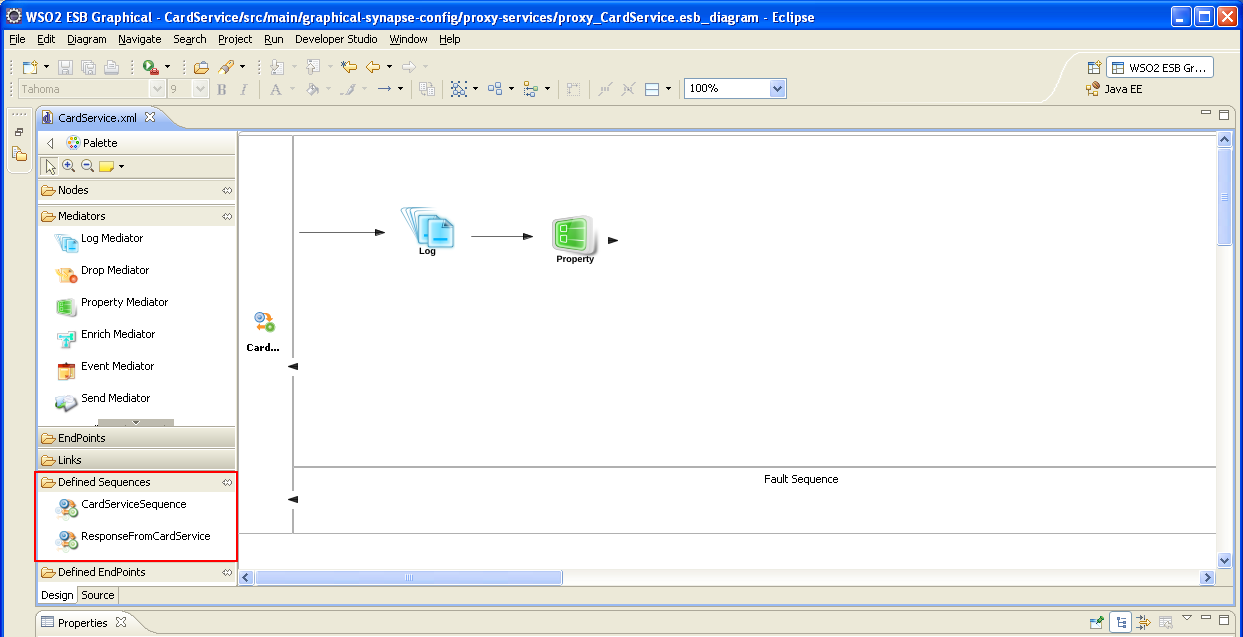 WSO2 ESB Graphical - CardService/src/main/graphical-synapse-config/proxy-services/proxy_CardService.esb_diagram - Eclipse
File Edit Diagram Navigate Search Project Run Developer Studio Window Help
100%
WSO2 ESB Gr...
Tahoma 9 B I A
Java EE
CardService.xml
Palette
Nodes
Mediators
Log Mediator
Drop Mediator
Property Mediator
Enrich Mediator
Event Mediator
Send Mediator
EndPoints
Links
Defined Sequences
CardServiceSequence
ResponseFromCardService
Defined EndPoints
Design Source
Log
Property
Card...
Fault Sequence
Properties